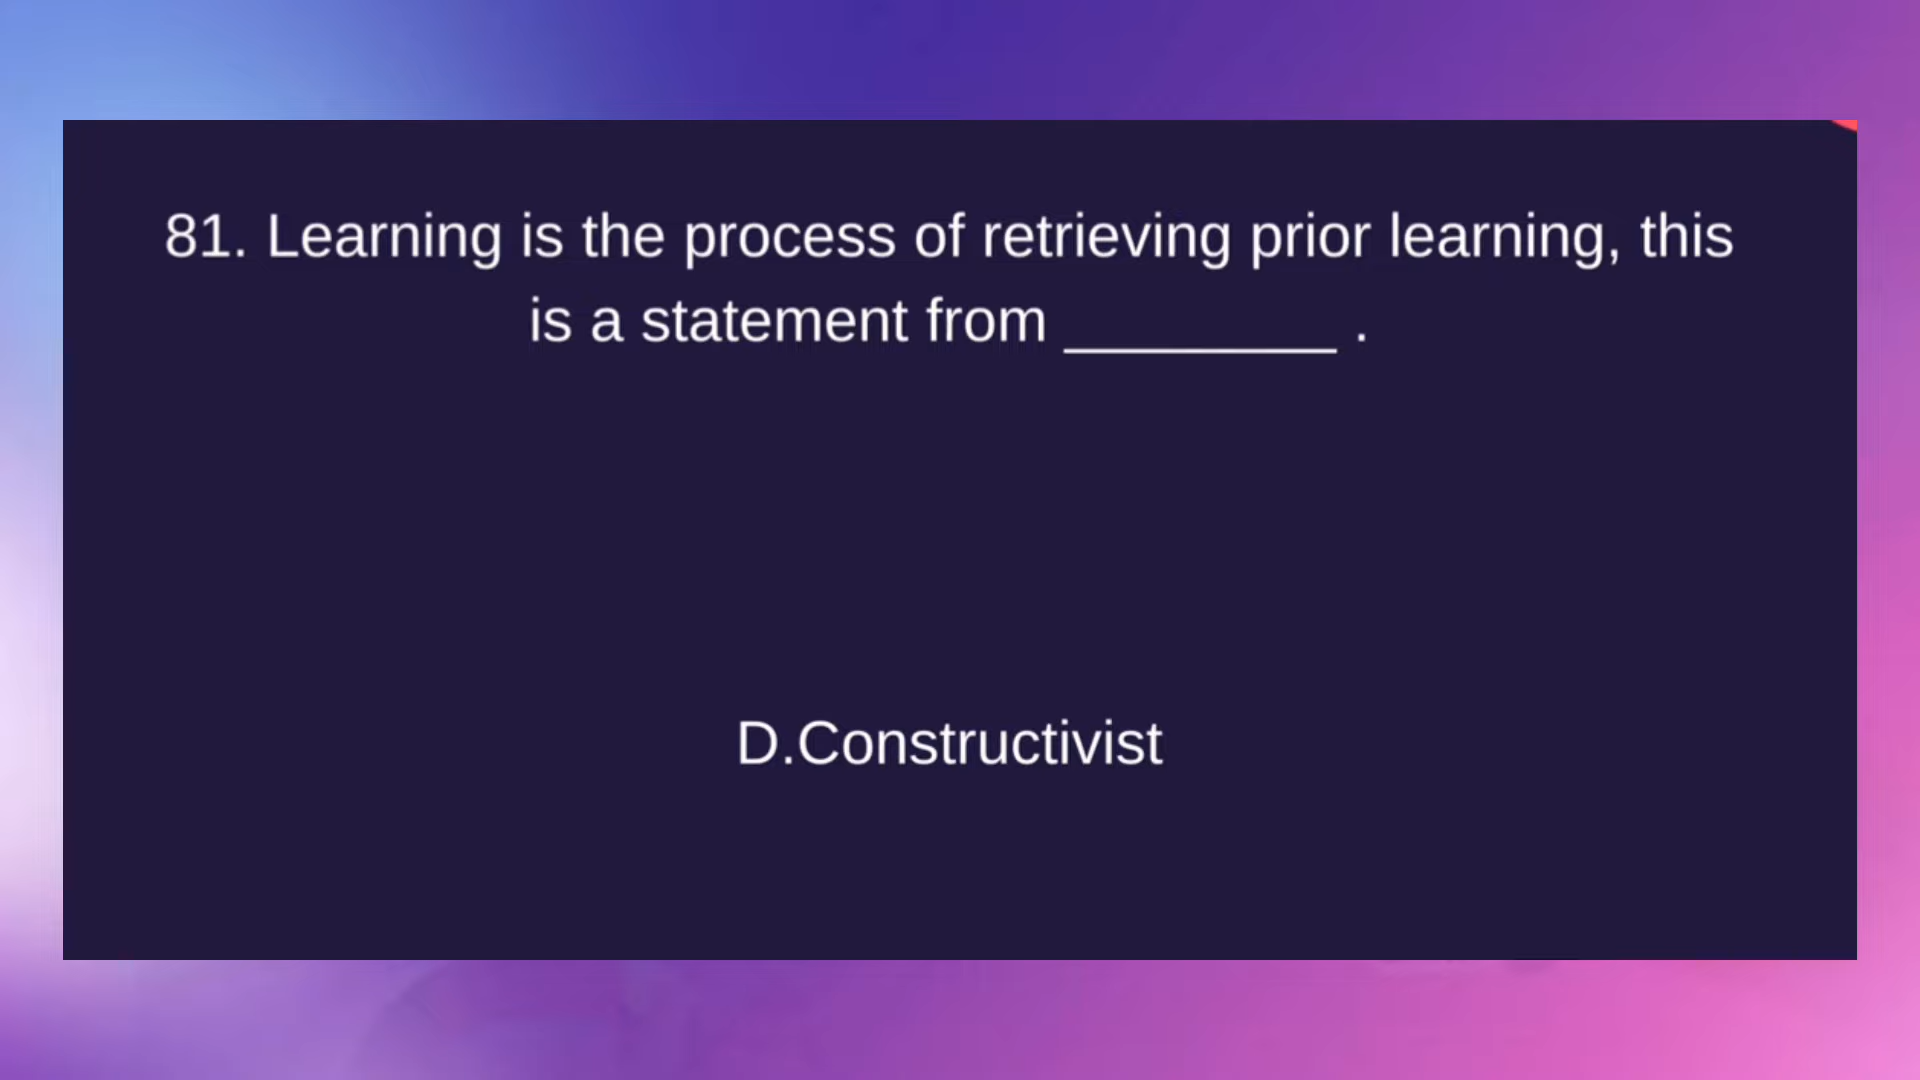 81. Learning is the process of retrieving prior learning, this
is a statement from ________ .
D.Constructivist